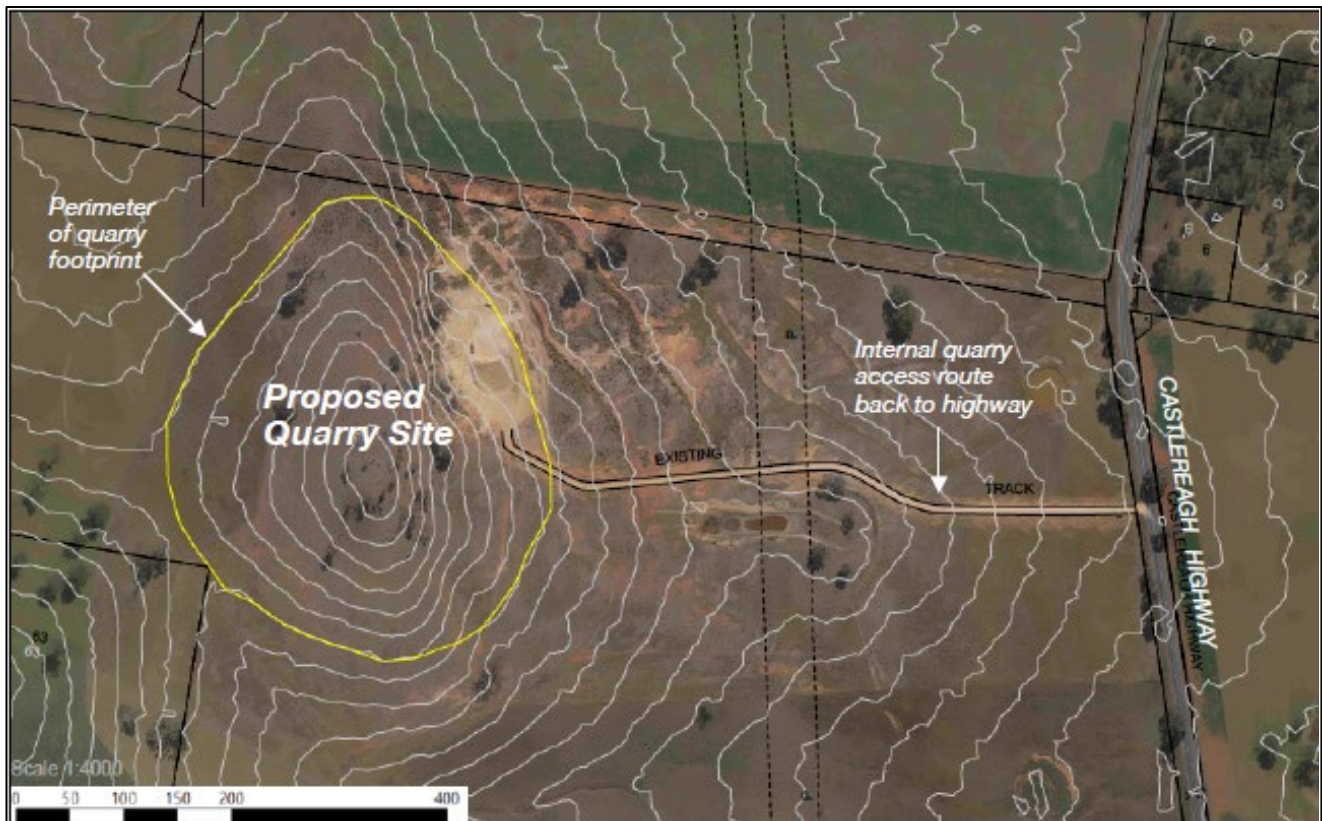 Perimeter
of quarry
footprint
Proposed
Quarry Site
Internal quarry
access route
back to highway
EXISTING
TRACK
CASTLEREAGH HIGHWAY
6
63
63
Scale 1:4000
0 50 100 150 200 400